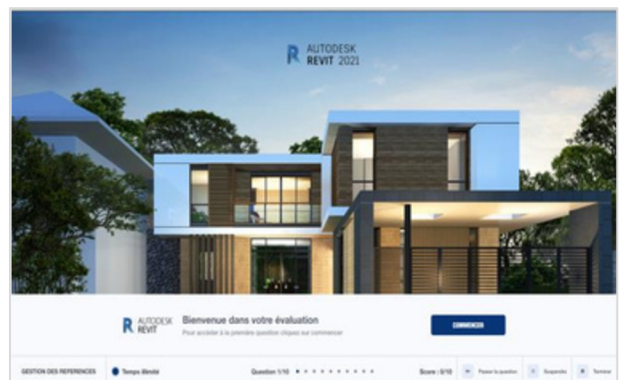 AUTODESK
REVIT 2021
AUTODESK
REVIT
Bienvenue dans votre évaluation
Pour accéder à la première question cliquez sur commencer
COMMENCER
GESTION DES REFERENCES
Temps illimité
Question 1/10
Score : 0/10
Passer la question
Suspendre
Terminer